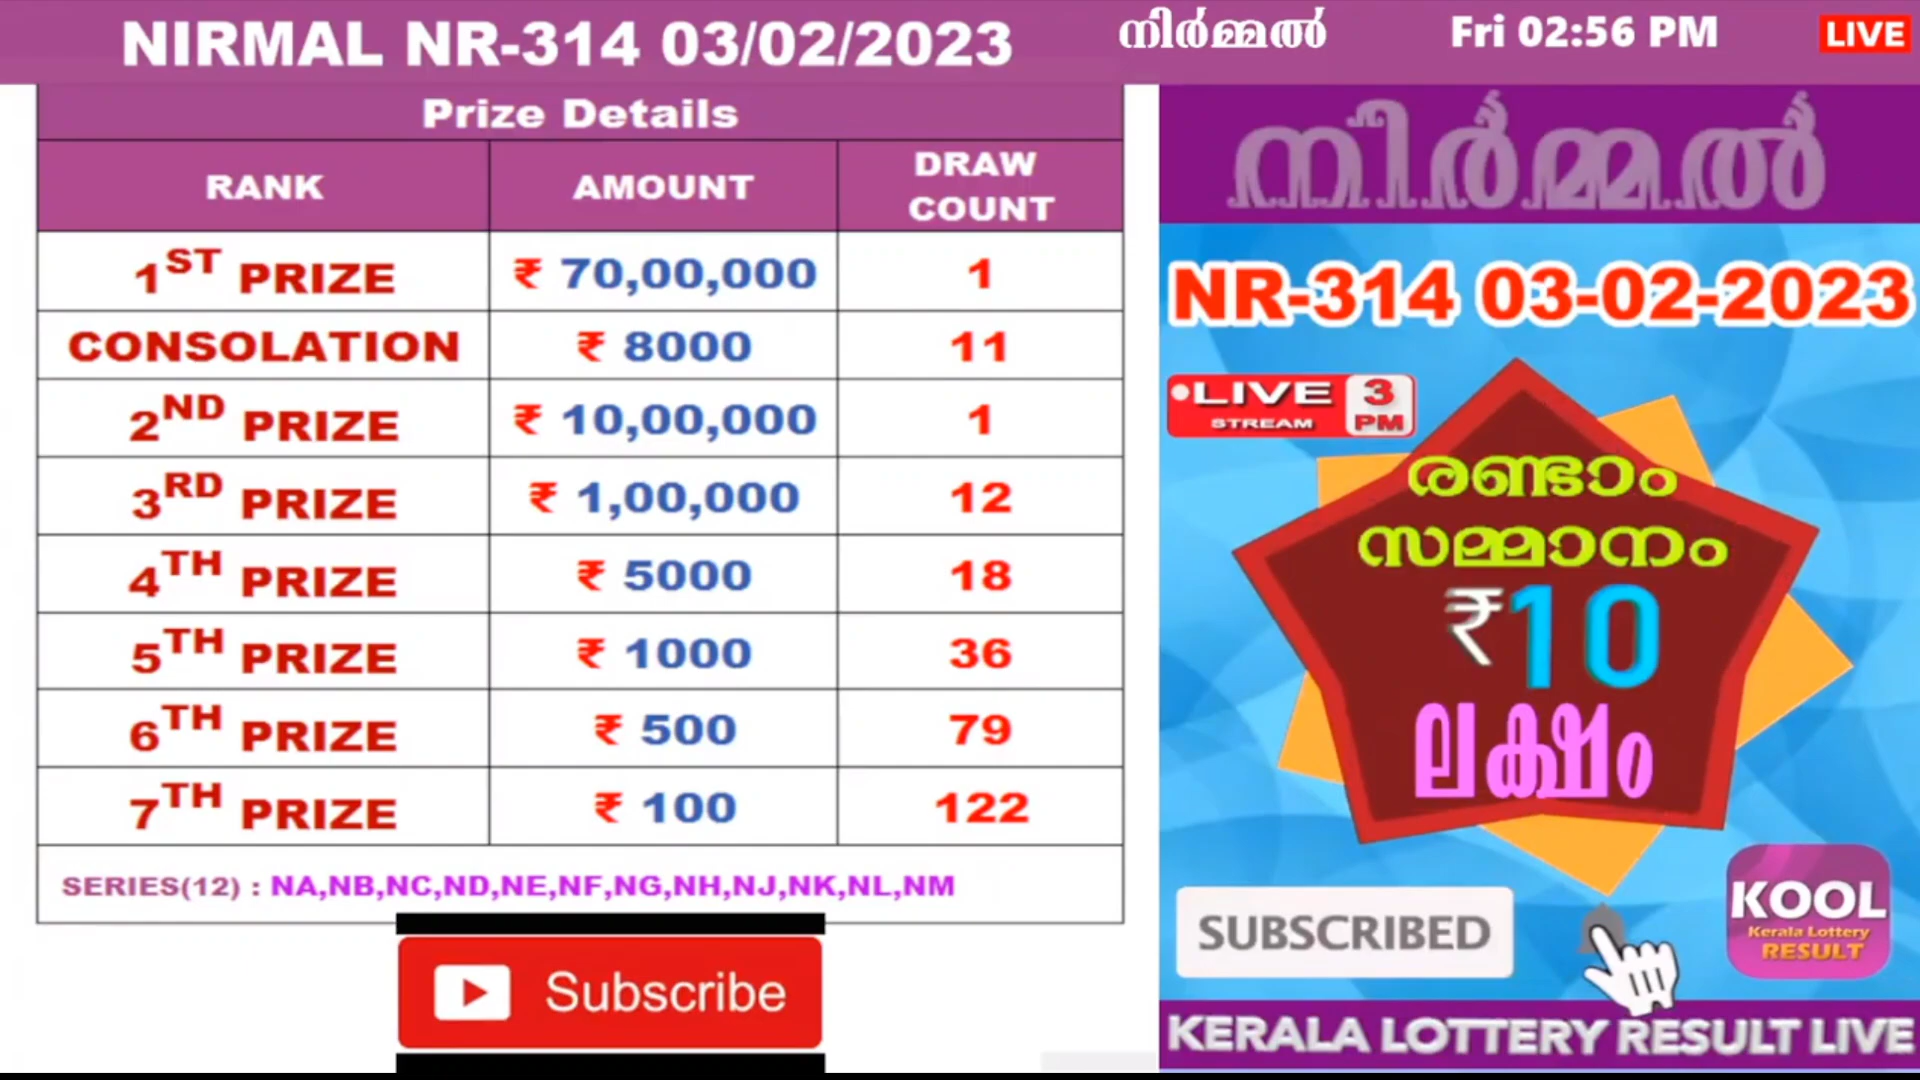 NIRMAL NR-314 03/02/2023
നിർമ്മൽ
Fri 02:56 PM
LIVE
Prize Details
RANK AMOUNT DRAW COUNT
1ST PRIZE ₹ 70,00,000 1
CONSOLATION ₹ 8000 11
2ND PRIZE ₹ 10,00,000 1
3RD PRIZE ₹ 1,00,000 12
4TH PRIZE ₹ 5000 18
5TH PRIZE ₹ 1000 36
6TH PRIZE ₹ 500 79
7TH PRIZE ₹ 100 122
SERIES(12) : NA,NB,NC,ND,NE,NF,NG,NH,NJ,NK,NL,NM
Subscribe
നിർമ്മൽ
NR-314 03-02-2023
LIVE 3
STREAM PM
രണ്ടാം
സമ്മാനം
₹10
ലക്ഷം
SUBSCRIBED
KOOL
Kerala Lottery
RESULT
KERALA LOTTERY RESULT LIVE